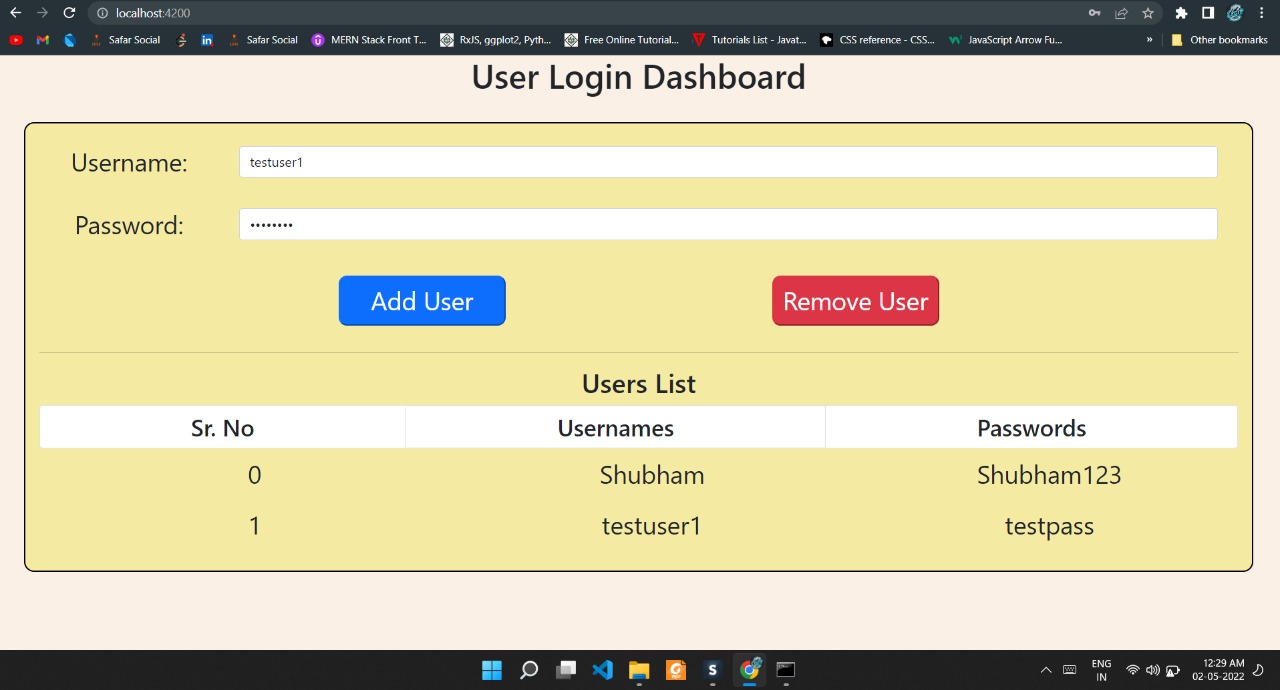 localhost:4200
Safar Social
Safar Social
MERN Stack Front T...
RxJS, ggplot2, Pyth...
Free Online Tutorial...
Tutorials List - Javat...
CSS reference - CSS...
JavaScript Arrow Fu...
»
Other bookmarks
User Login Dashboard
Username:
testuser1
Password:
••••••••
Add User
Remove User
Users List
Sr. No Usernames Passwords
0 Shubham Shubham123
1 testuser1 testpass
ENG
IN
12:29 AM
02-05-2022